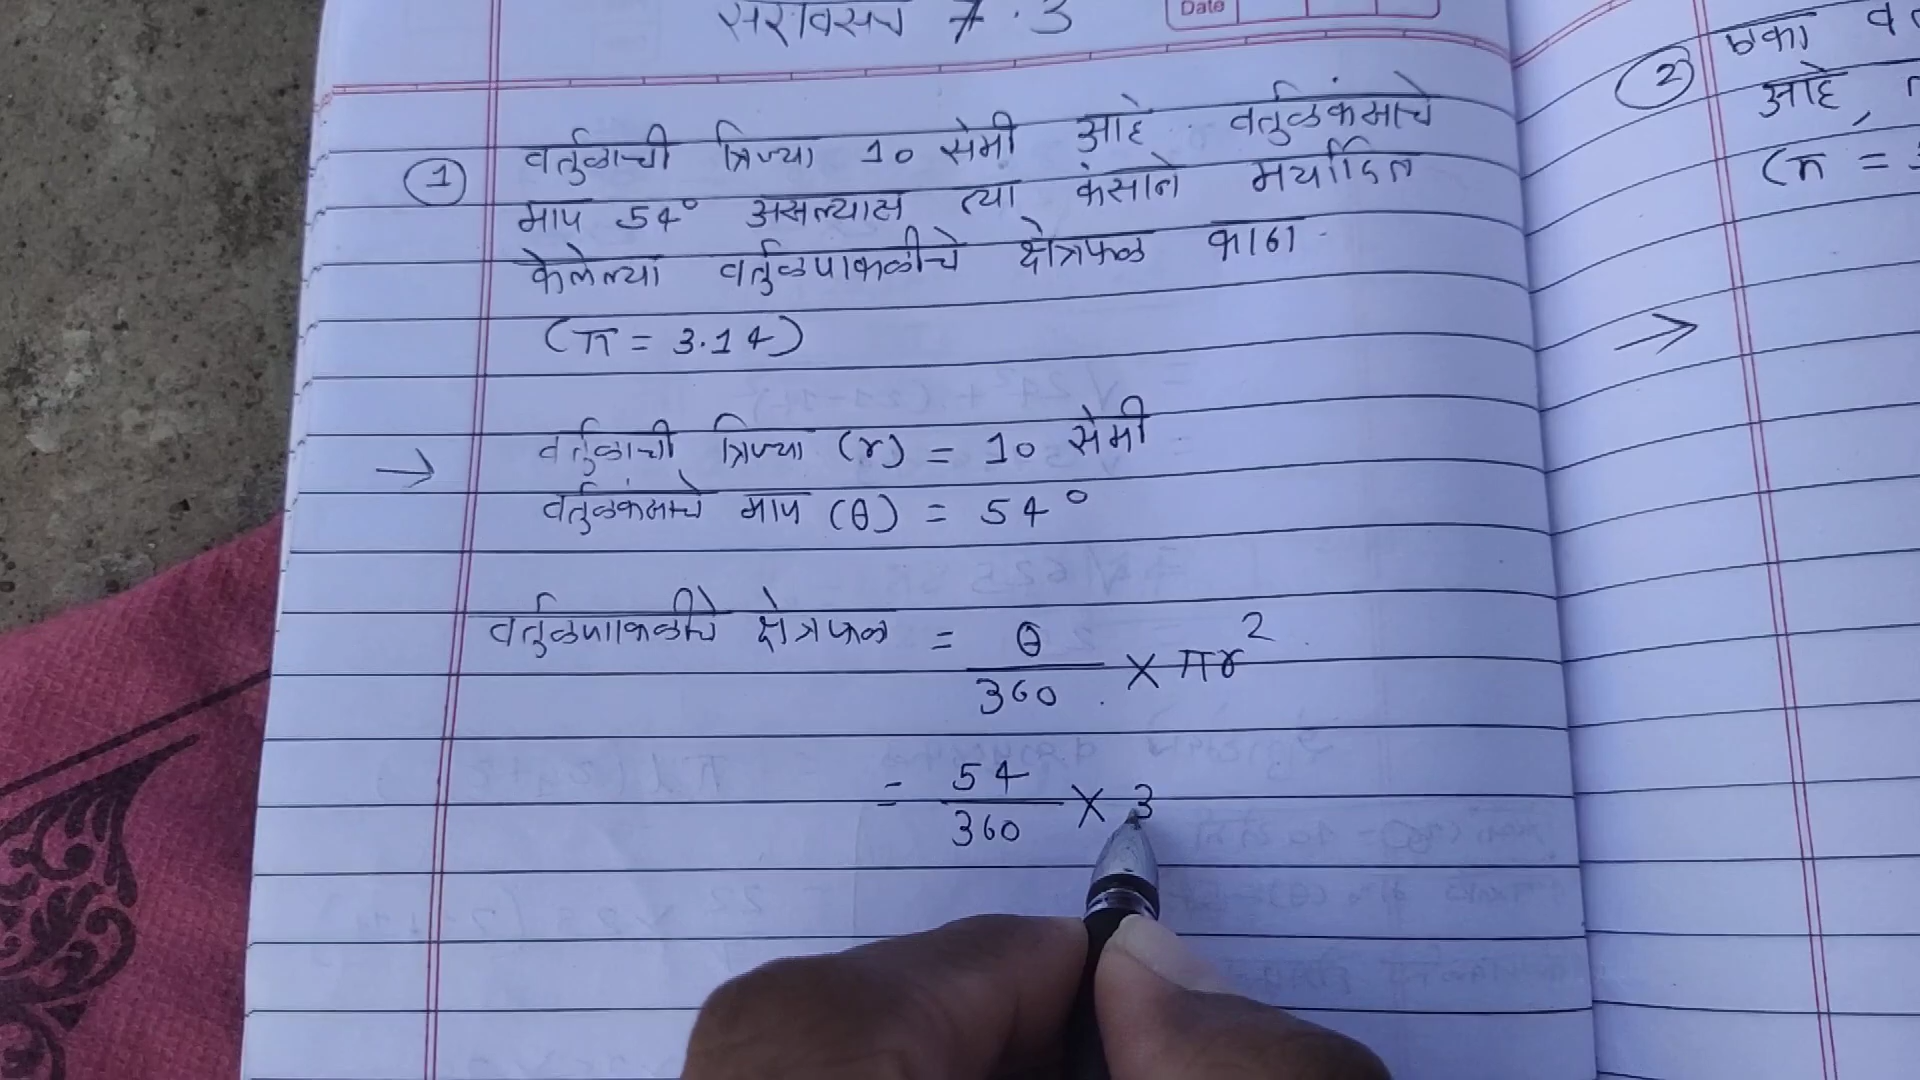 सरावसंच 7.3
Date
① वर्तुळाची त्रिज्या 10 सेमी आहे. वर्तुळकंसाचे
माप 54° असल्यास त्या कंसाने मर्यादित
केलेल्या वर्तुळपाकळीचे क्षेत्रफळ काढा.
(π = 3.14)
→ वर्तुळाची त्रिज्या (r) = 10 सेमी
वर्तुळकंसाचे माप (θ) = 54°
वर्तुळपाकळीचे क्षेत्रफळ = θ/360 × πr²
= 54/360 × 3
② एका
आहे,
(π =
→